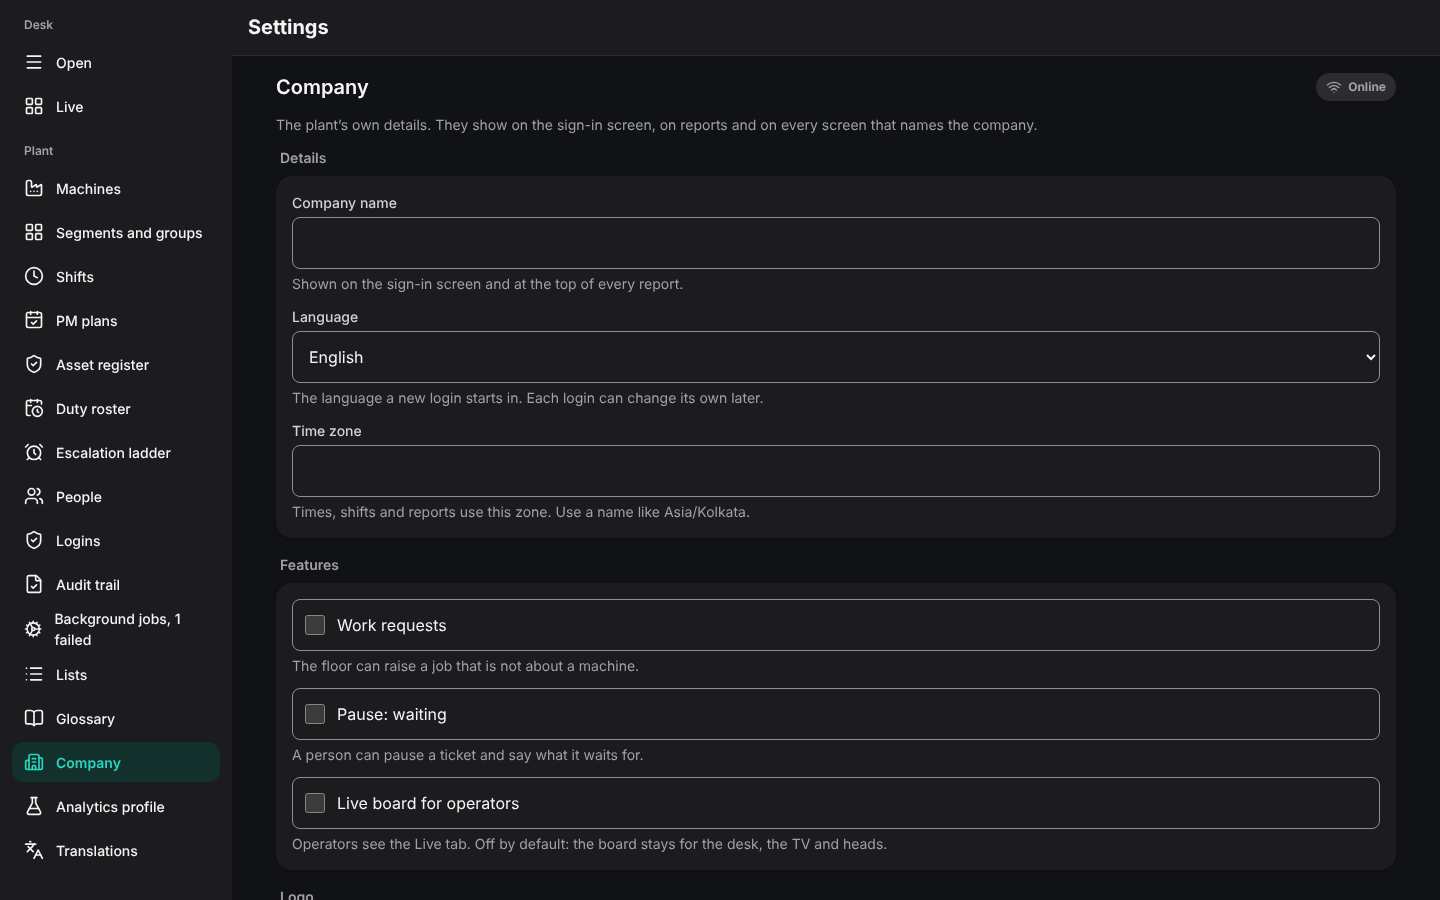 Desk
Open
Live
Plant
Machines
Segments and groups
Shifts
PM plans
Asset register
Duty roster
Escalation ladder
People
Logins
Audit trail
Background jobs, 1
failed
Lists
Glossary
Company
Analytics profile
Translations
Settings
Company
Online
The plant’s own details. They show on the sign-in screen, on reports and on every screen that names the company.
Details
Company name
Shown on the sign-in screen and at the top of every report.
Language
English
The language a new login starts in. Each login can change its own later.
Time zone
Times, shifts and reports use this zone. Use a name like Asia/Kolkata.
Features
Work requests
The floor can raise a job that is not about a machine.
Pause: waiting
A person can pause a ticket and say what it waits for.
Live board for operators
Operators see the Live tab. Off by default: the board stays for the desk, the TV and heads.
Logo